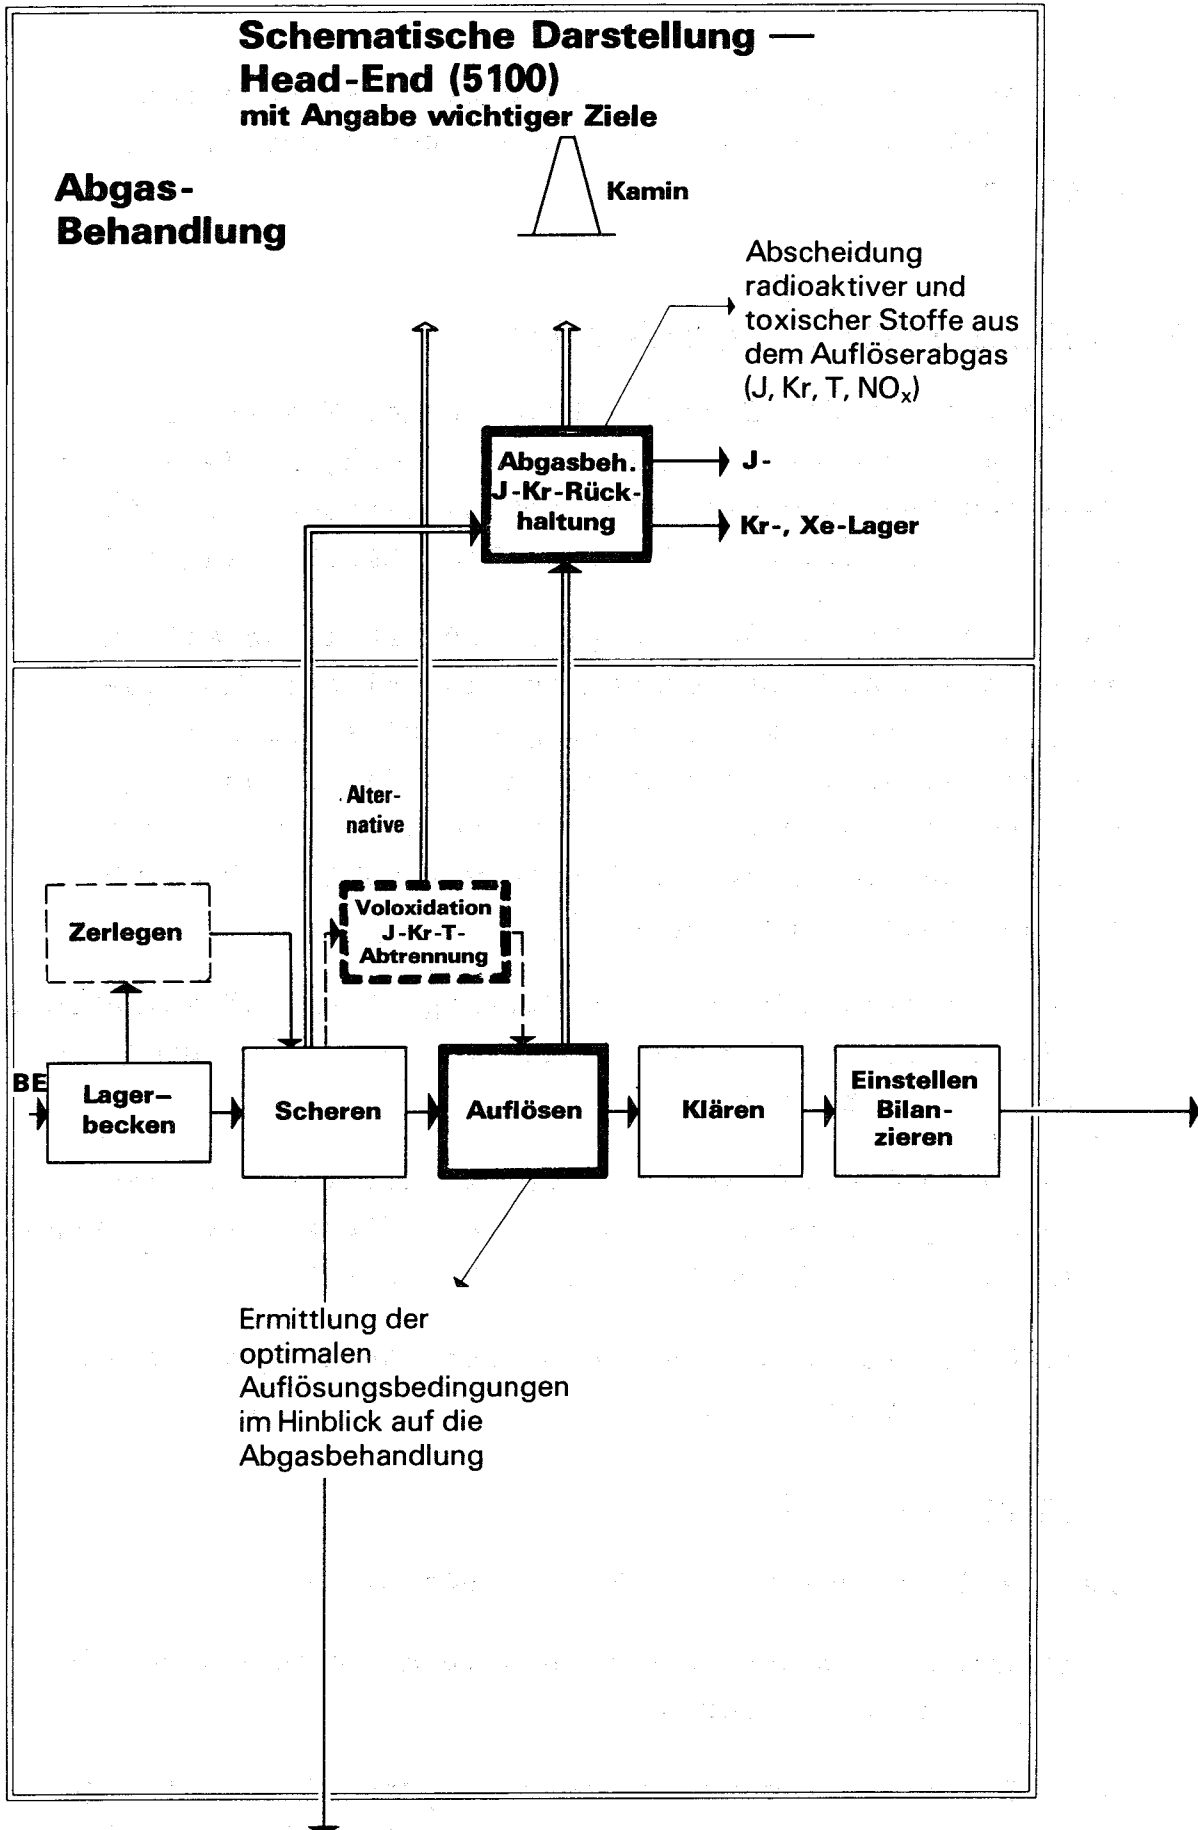 Schematische Darstellung —
Head-End (5100)
mit Angabe wichtiger Ziele
Abgas-
Behandlung
Kamin
Abscheidung
radioaktiver und
toxischer Stoffe aus
dem Auflöserabgas
(J, Kr, T, NOₓ)
Abgasbeh.
J-Kr-Rück-
haltung
J-
Kr-, Xe-Lager
Alter-
native
Zerlegen
Voloxidation
J-Kr-T-
Abtrennung
BE
Lager-
becken
Scheren
Auflösen
Klären
Einstellen
Bilan-
zieren
Ermittlung der
optimalen
Auflösungsbedingungen
im Hinblick auf die
Abgasbehandlung